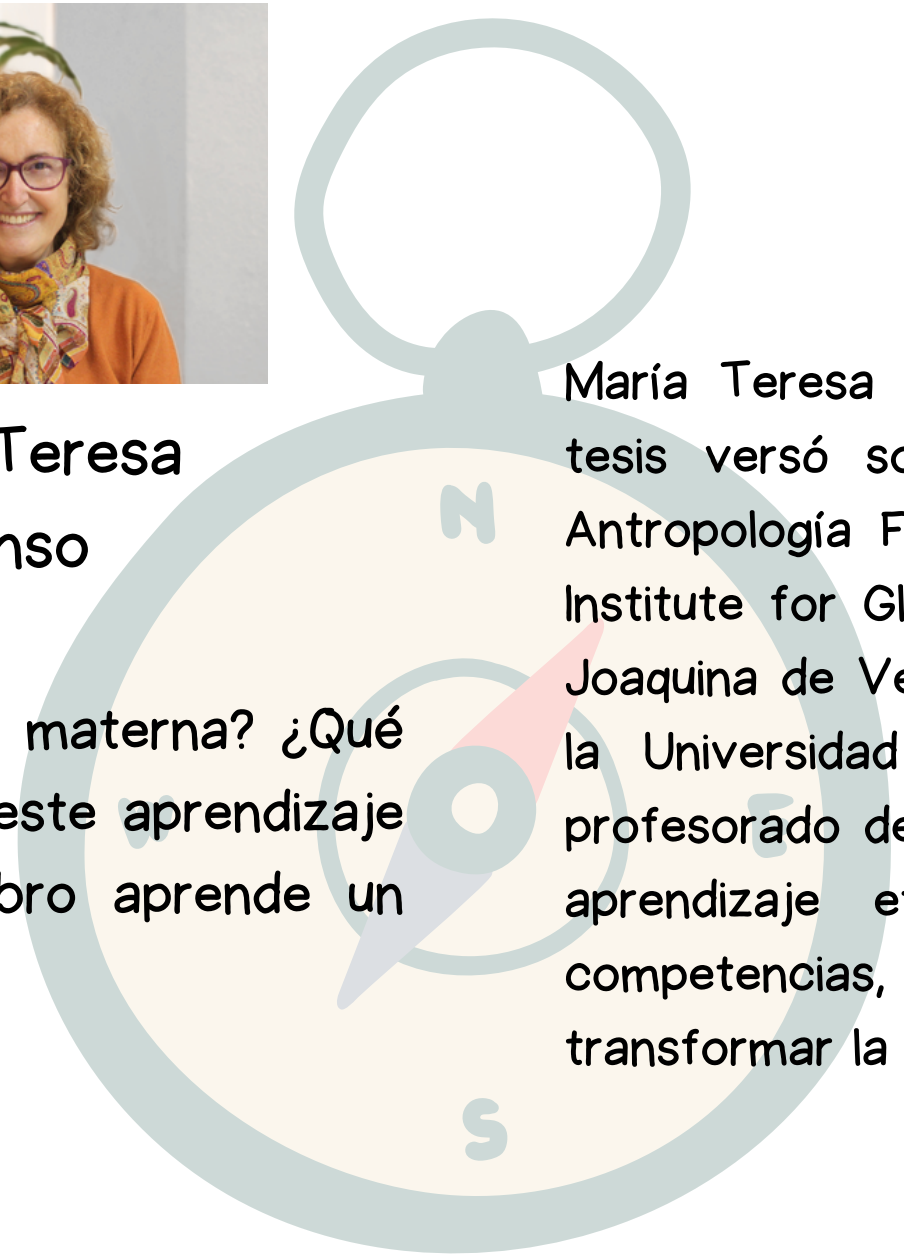 Teresa
nso
materna? ¿Qué
este aprendizaje
bro aprende un
María Teresa
tesis versó so
Antropología F
Institute for Gl
Joaquina de Ve
la Universidad
profesorado de
aprendizaje ef
competencias,
transformar la
N
W
E
S